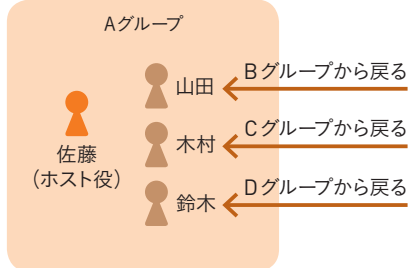 Aグループ
佐藤
（ホスト役）
山田
Bグループから戻る
木村
Cグループから戻る
鈴木
Dグループから戻る